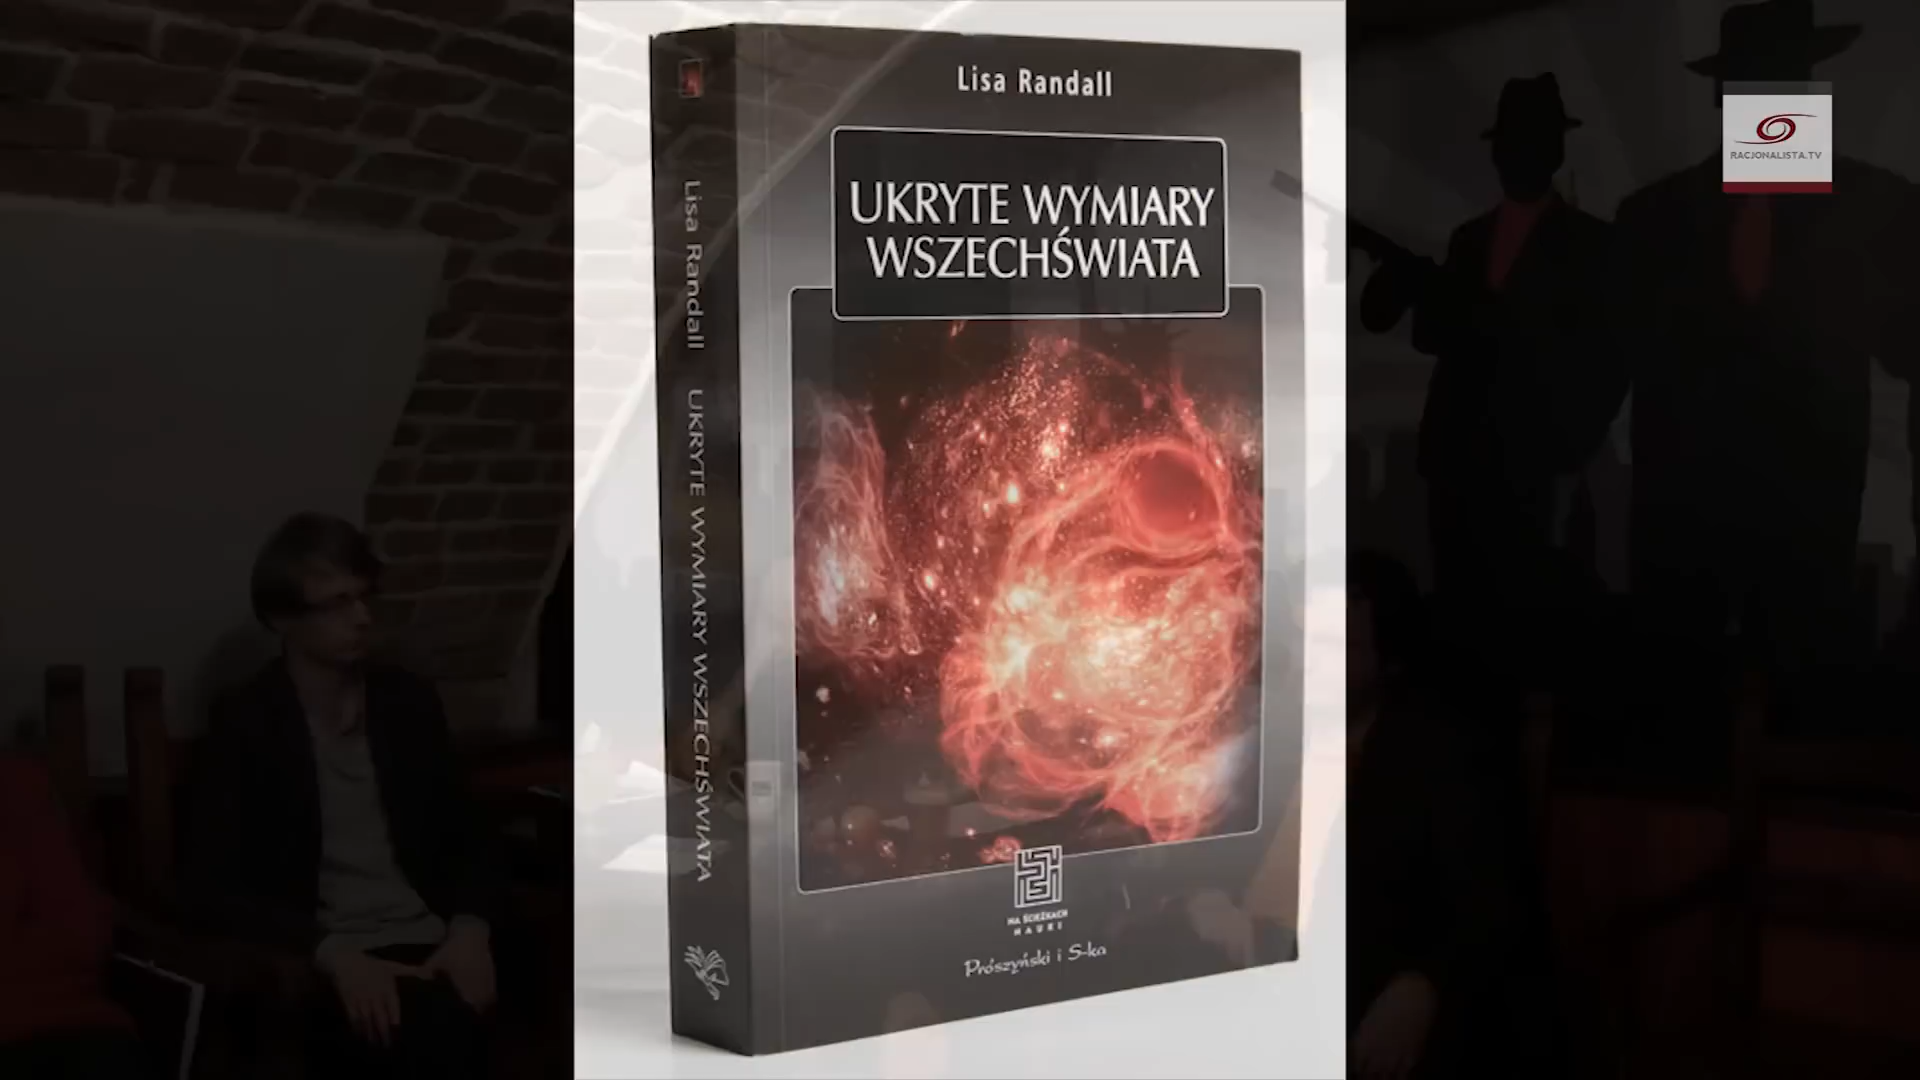 Lisa Randall
UKRYTE WYMIARY
WSZECHŚWIATA
Lisa Randall UKRYTE WYMIARY WSZECHŚWIATA
NA ŚCIEŻKACH
NAUKI
Prószyński i S-ka
RACJONALISTA.TV